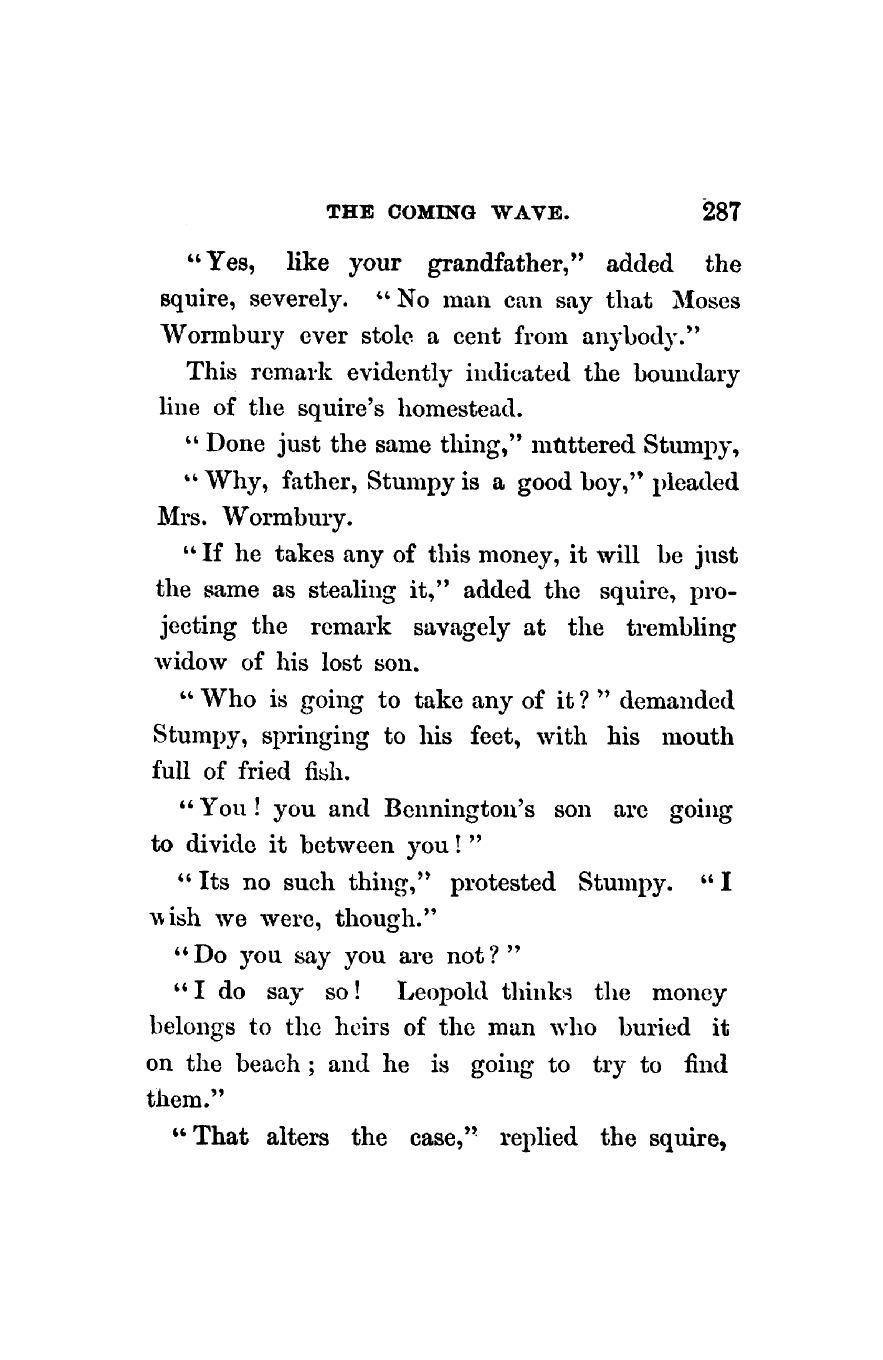 THE COMING WAVE. 287
“Yes, like your grandfather,” added the
squire, severely. “No man can say that Moses
Wormbury ever stole a cent from anybody.”
This remark evidently indicated the boundary
line of the squire’s homestead.
“Done just the same thing,” muttered Stumpy,
“Why, father, Stumpy is a good boy,” pleaded
Mrs. Wormbury.
“If he takes any of this money, it will be just
the same as stealing it,” added the squire, pro-
jecting the remark savagely at the trembling
widow of his lost son.
“Who is going to take any of it?” demanded
Stumpy, springing to his feet, with his mouth
full of fried fish.
“You! you and Bennington’s son are going
to divide it between you!”
“Its no such thing,” protested Stumpy. “I
wish we were, though.”
“Do you say you are not?”
“I do say so! Leopold thinks the money
belongs to the heirs of the man who buried it
on the beach; and he is going to try to find
them.”
“That alters the case,” replied the squire,